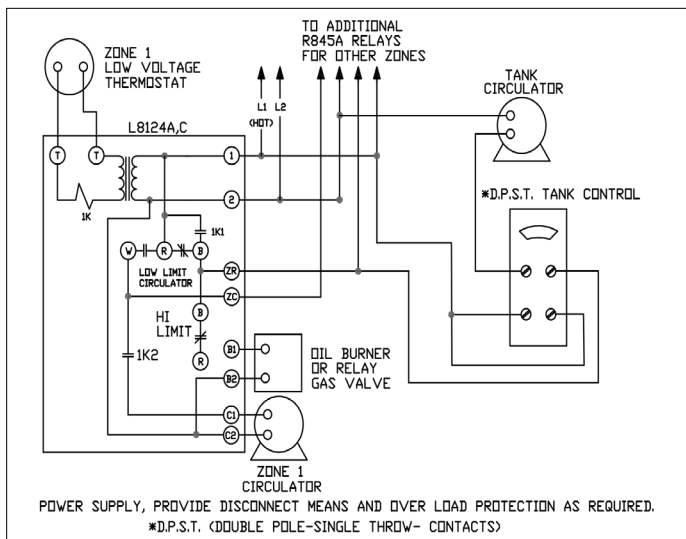 TO ADDITIONAL
R845A RELAYS
FOR OTHER ZONES
ZONE 1
LOW VOLTAGE
THERMOSTAT
TANK
CIRCULATOR
L1
(HOT)
L2
L8124A,C
T
T
1
1K
2
*D.P.S.T. TANK CONTROL
1K1
W
R
B
LOW LIMIT
CIRCULATOR
ZR
ZC
B
HI
LIMIT
R
1K2
B1
B2
OIL BURNER
OR RELAY
GAS VALVE
C1
C2
ZONE 1
CIRCULATOR
POWER SUPPLY, PROVIDE DISCONNECT MEANS AND OVER LOAD PROTECTION AS REQUIRED.
*D.P.S.T. (DOUBLE POLE-SINGLE THROW- CONTACTS)